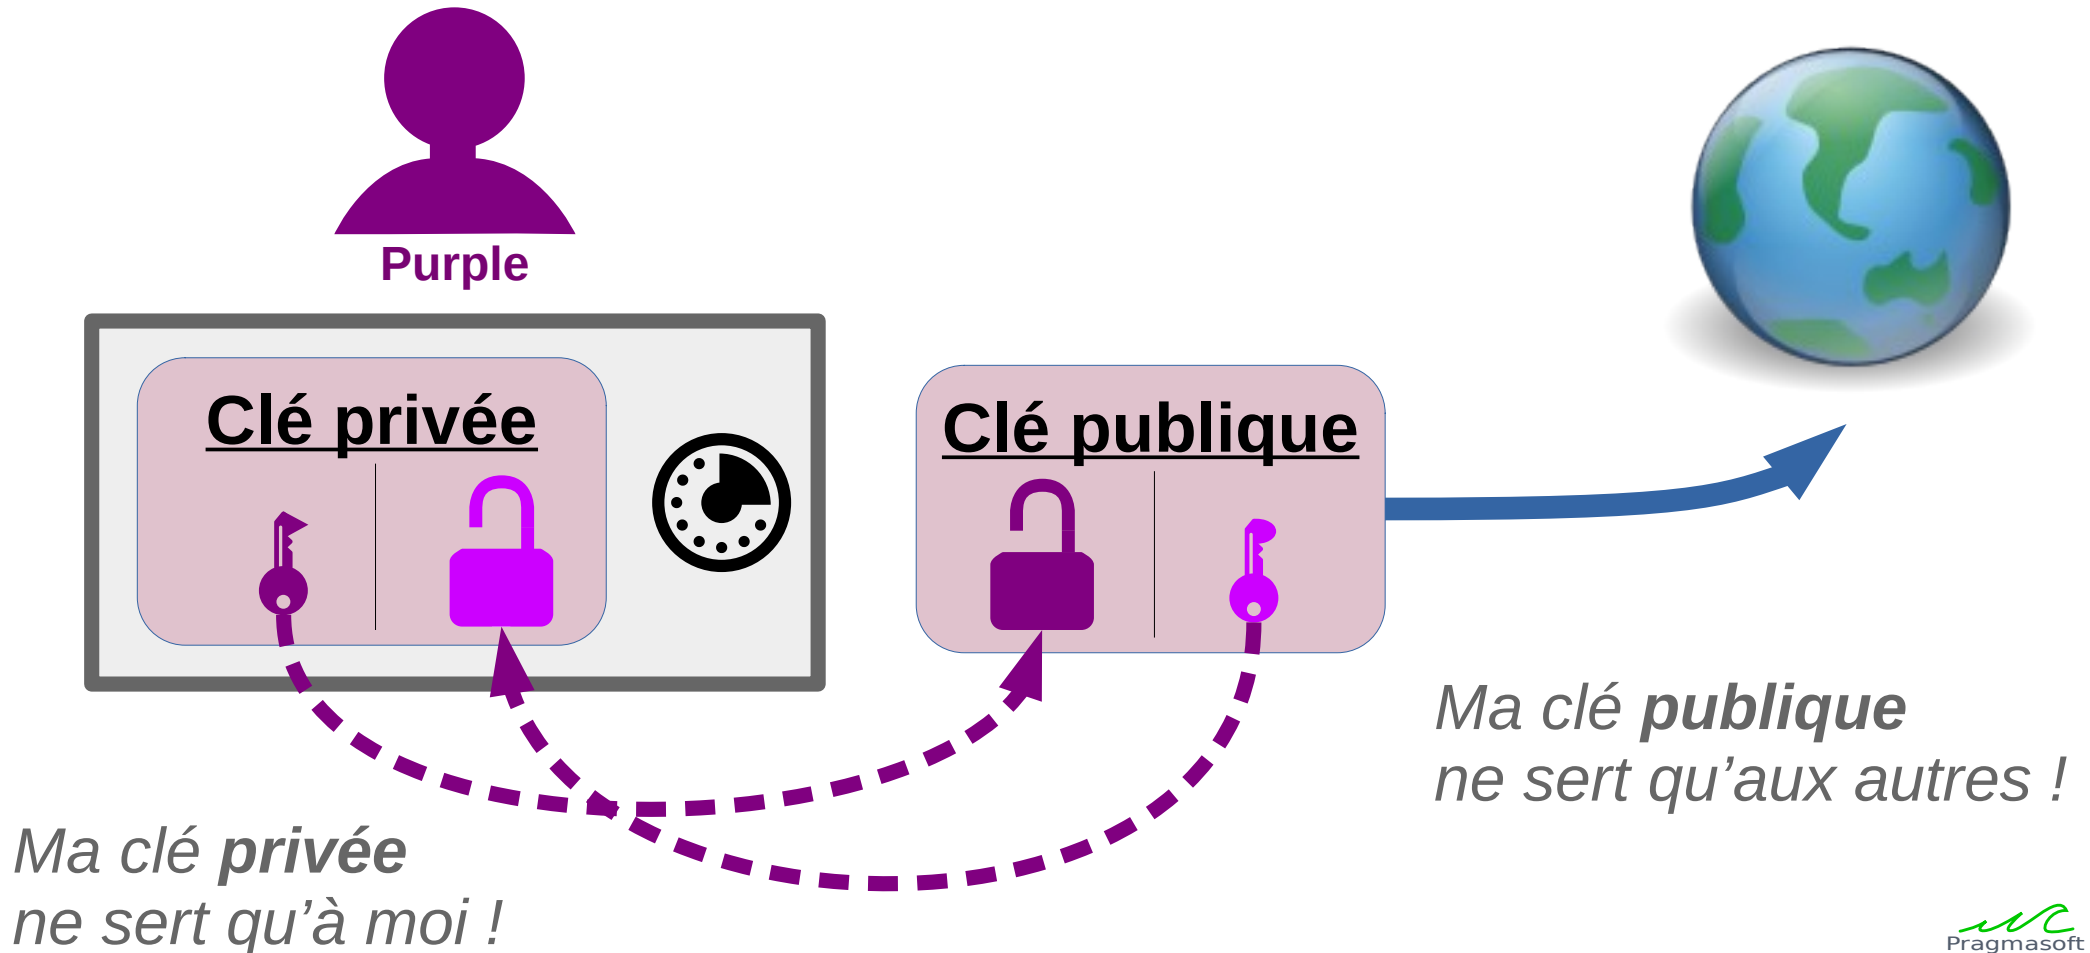 Purple
Clé privée
Clé publique
Ma clé publique
ne sert qu’aux autres !
Ma clé privée
ne sert qu’à moi !
Pragmasoft